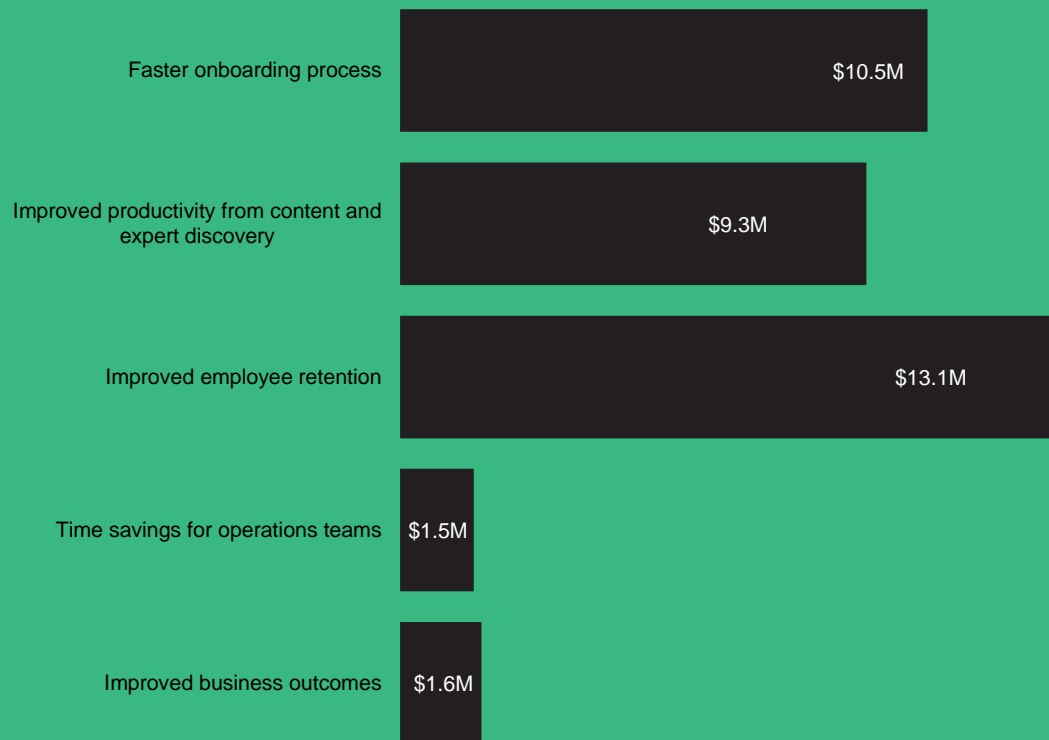 Faster onboarding process
$10.5M
Improved productivity from content and
expert discovery
$9.3M
Improved employee retention
$13.1M
Time savings for operations teams
$1.5M
Improved business outcomes
$1.6M